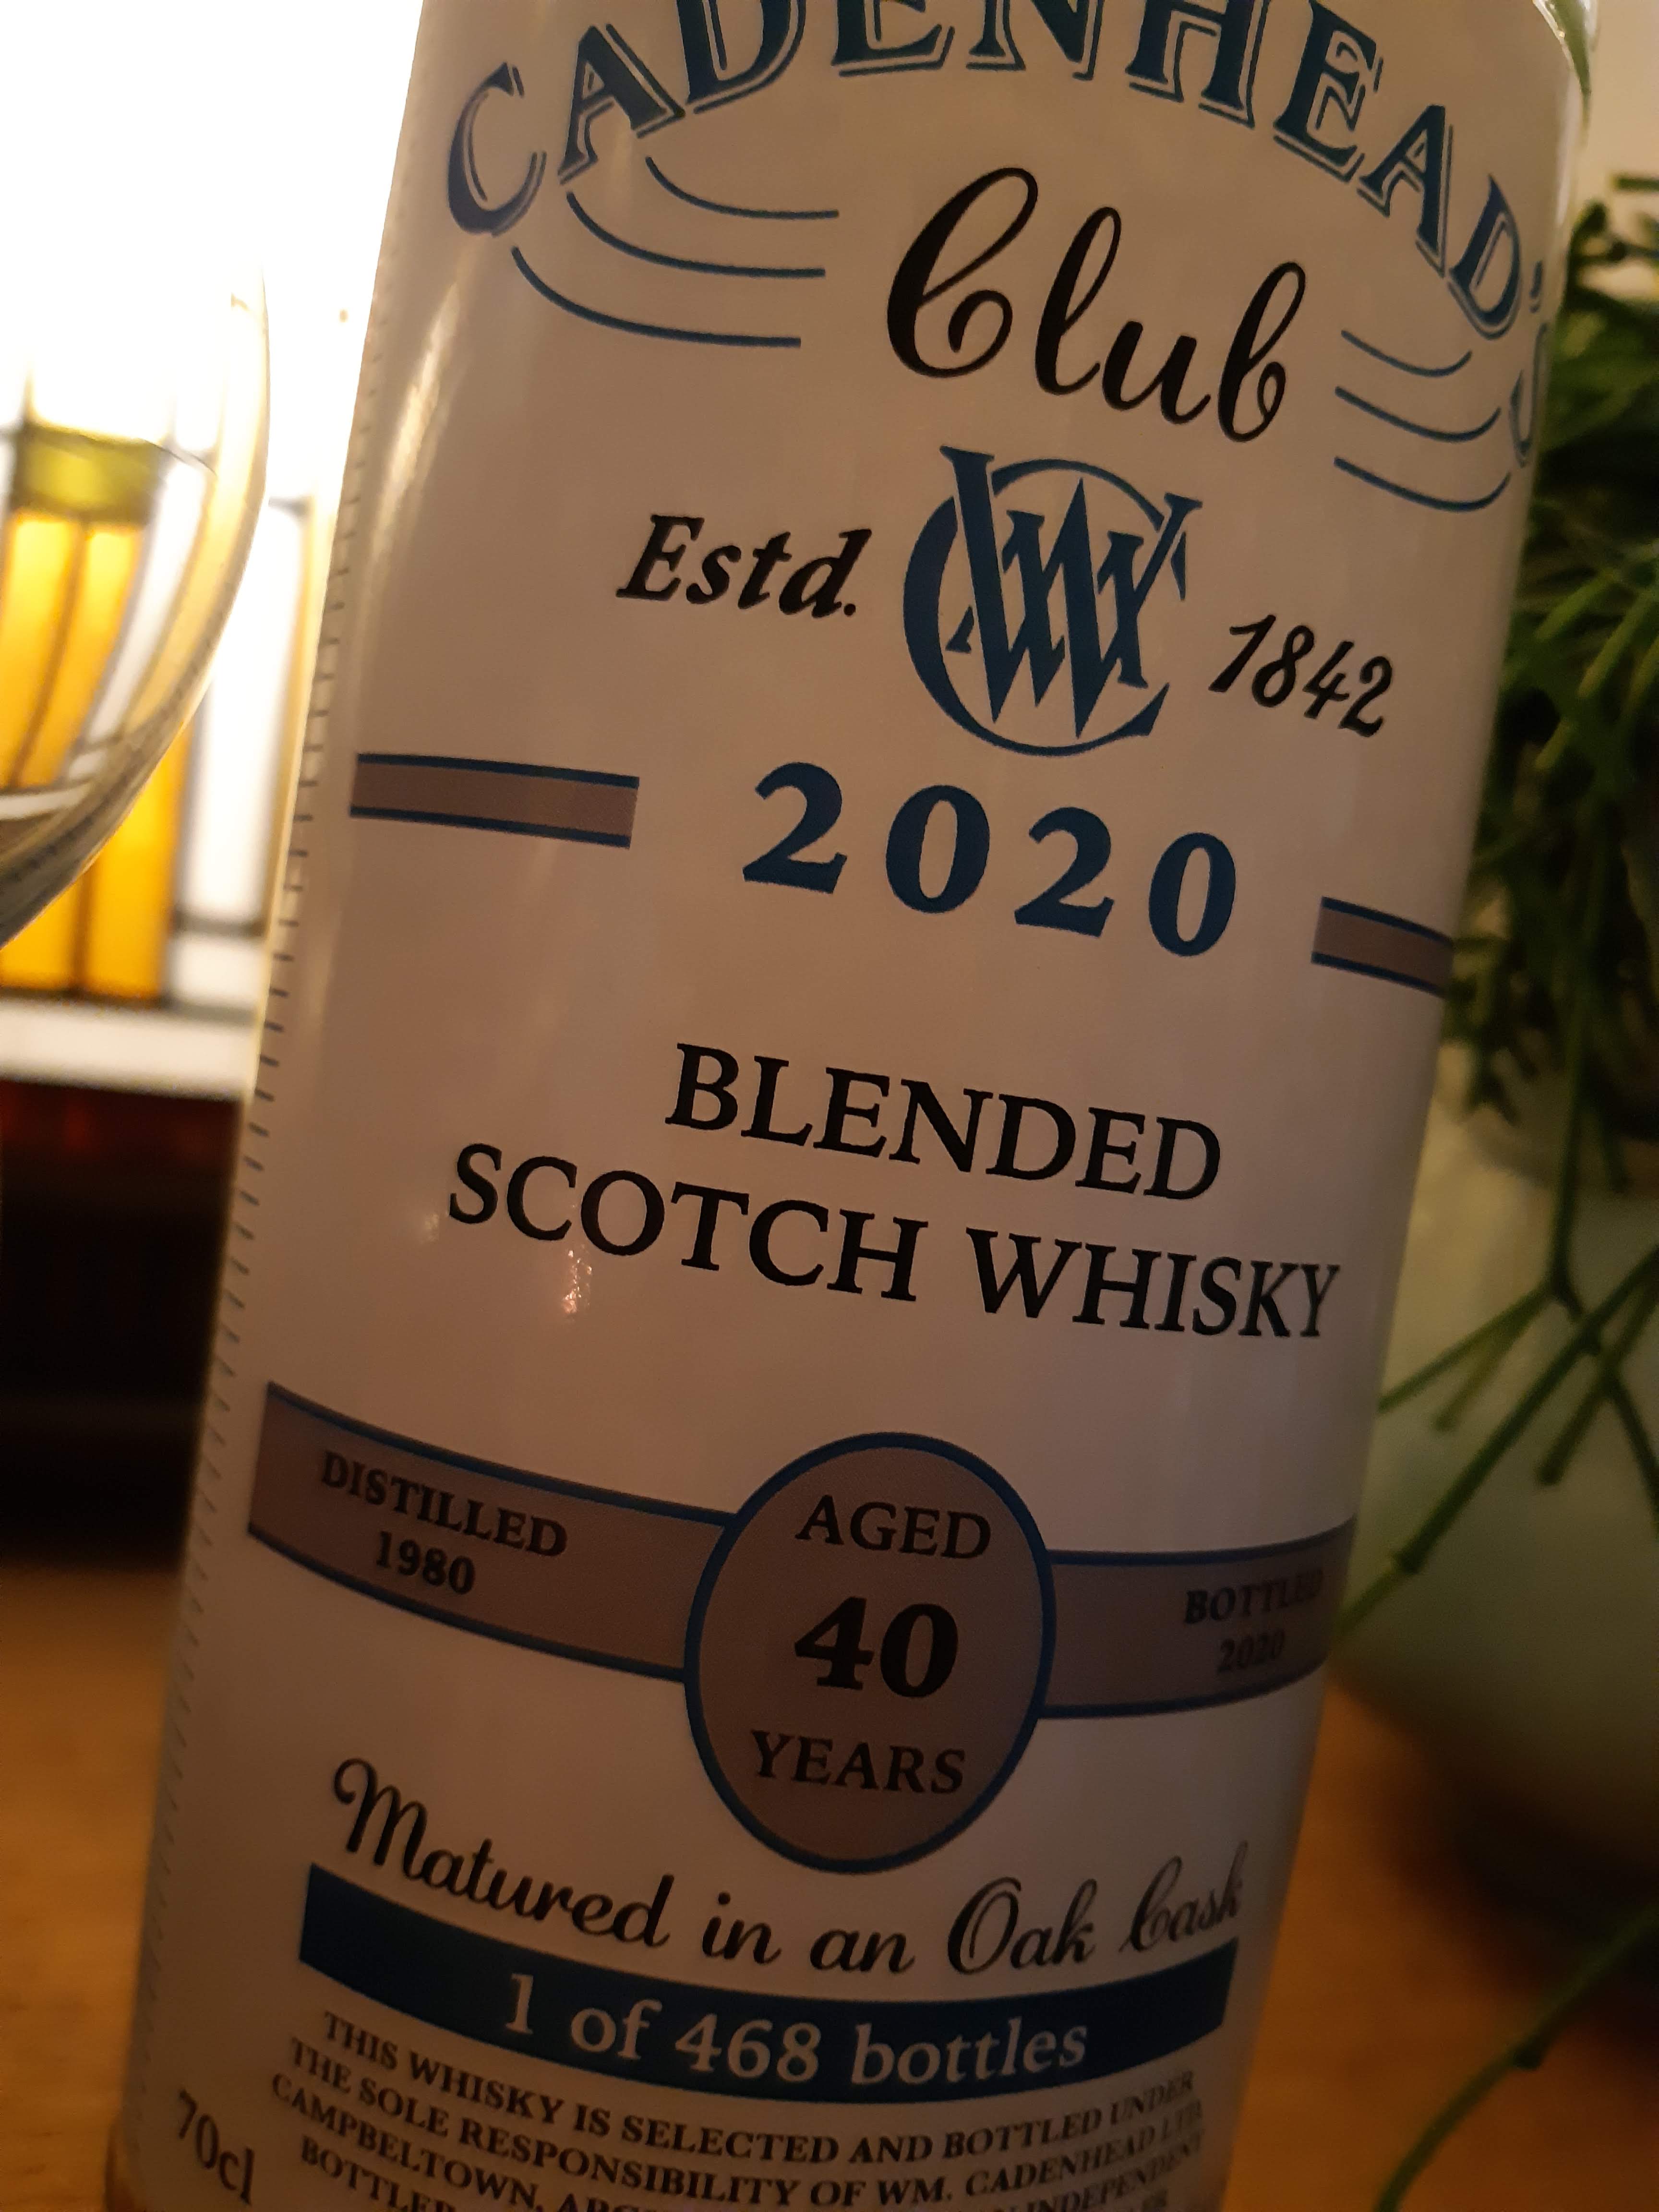 CADENHEAD'S
Club
Estd. WC 1842
2020
BLENDED
SCOTCH WHISKY
DISTILLED
1980
AGED
40
YEARS
BOTTLED
2020
Matured in an Oak Cask
1 of 468 bottles
THIS WHISKY IS SELECTED AND BOTTLED UNDER
THE SOLE RESPONSIBILITY OF WM. CADENHEAD LTD
CAMPBELTOWN, INDEPENDENT
70cl